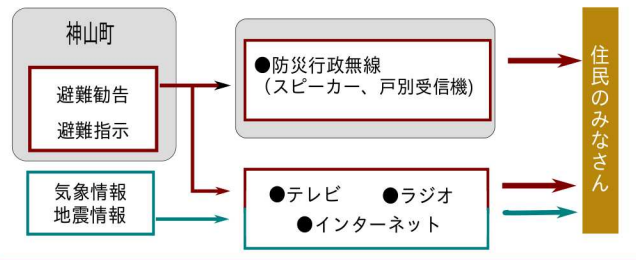 神山町
避難勧告
避難指示
●防災行政無線
(スピーカー、戸別受信機)
気象情報
地震情報
●テレビ ●ラジオ
●インターネット
住民のみなさん